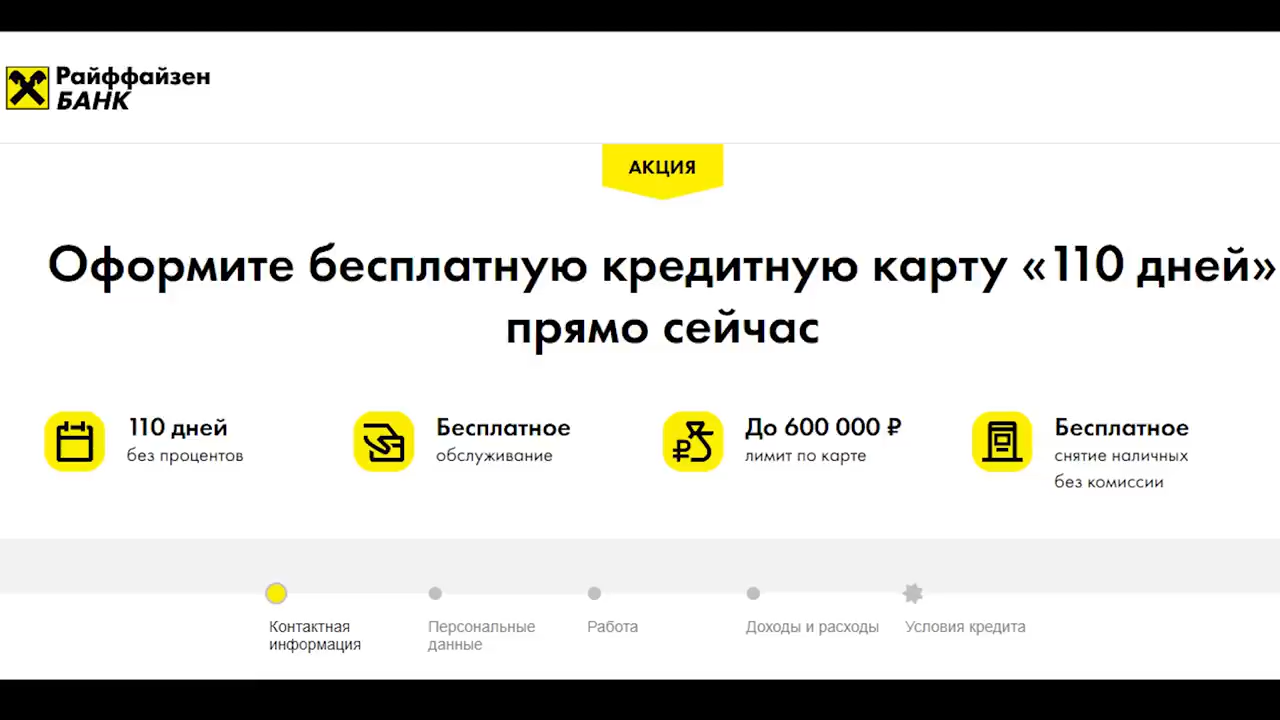 Райффайзен
БАНК
АКЦИЯ
Оформите бесплатную кредитную карту «110 дней»
прямо сейчас
110 дней
без процентов
Бесплатное
обслуживание
До 600 000 ₽
лимит по карте
Бесплатное
снятие наличных
без комиссии
Контактная
информация
Персональные
данные
Работа
Доходы и расходы
Условия кредита